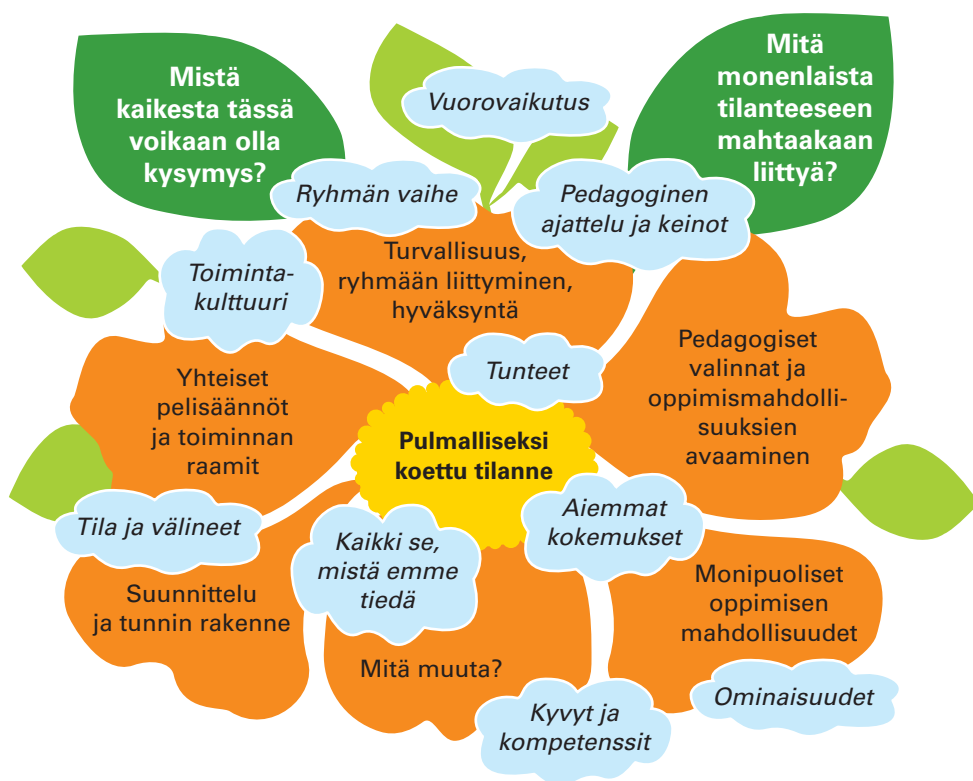 Mistä
kaikesta tässä
voikaan olla
kysymys?
Vuorovaikutus
Mitä
monenlaista
tilanteeseen
mahtaakaan
liittyä?
Ryhmän vaihe
Pedagoginen
ajattelu ja keinot
Toiminta-
kulttuuri
Turvallisuus,
ryhmään liittyminen,
hyväksyntä
Tunteet
Pedagogiset
valinnat ja
oppimismahdolli-
suuksien
avaaminen
Yhteiset
pelisäännöt
ja toiminnan
raamit
Pulmalliseksi
koettu tilanne
Tila ja välineet
Kaikki se,
mistä emme
tiedä
Aiemmat
kokemukset
Suunnittelu
ja tunnin rakenne
Monipuoliset
oppimisen
mahdollisuudet
Mitä muuta?
Kyvyt ja
kompetenssit
Ominaisuudet